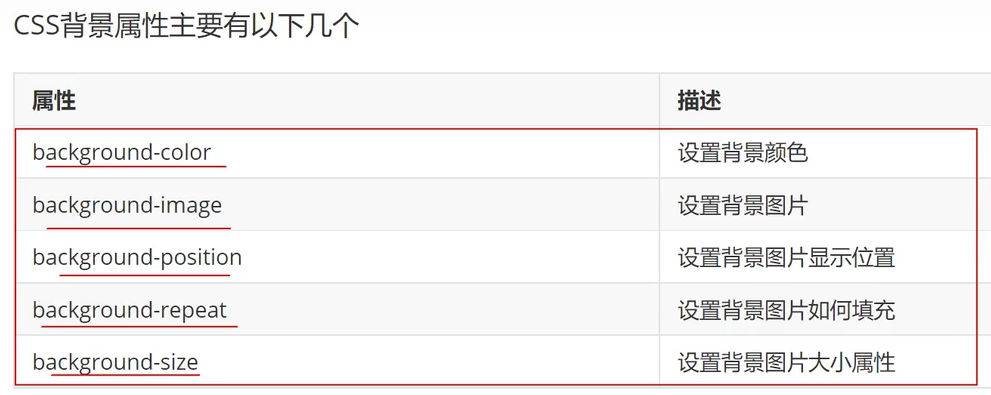 CSS背景属性主要有以下几个
属性 描述
background-color 设置背景颜色
background-image 设置背景图片
background-position 设置背景图片显示位置
background-repeat 设置背景图片如何填充
background-size 设置背景图片大小属性